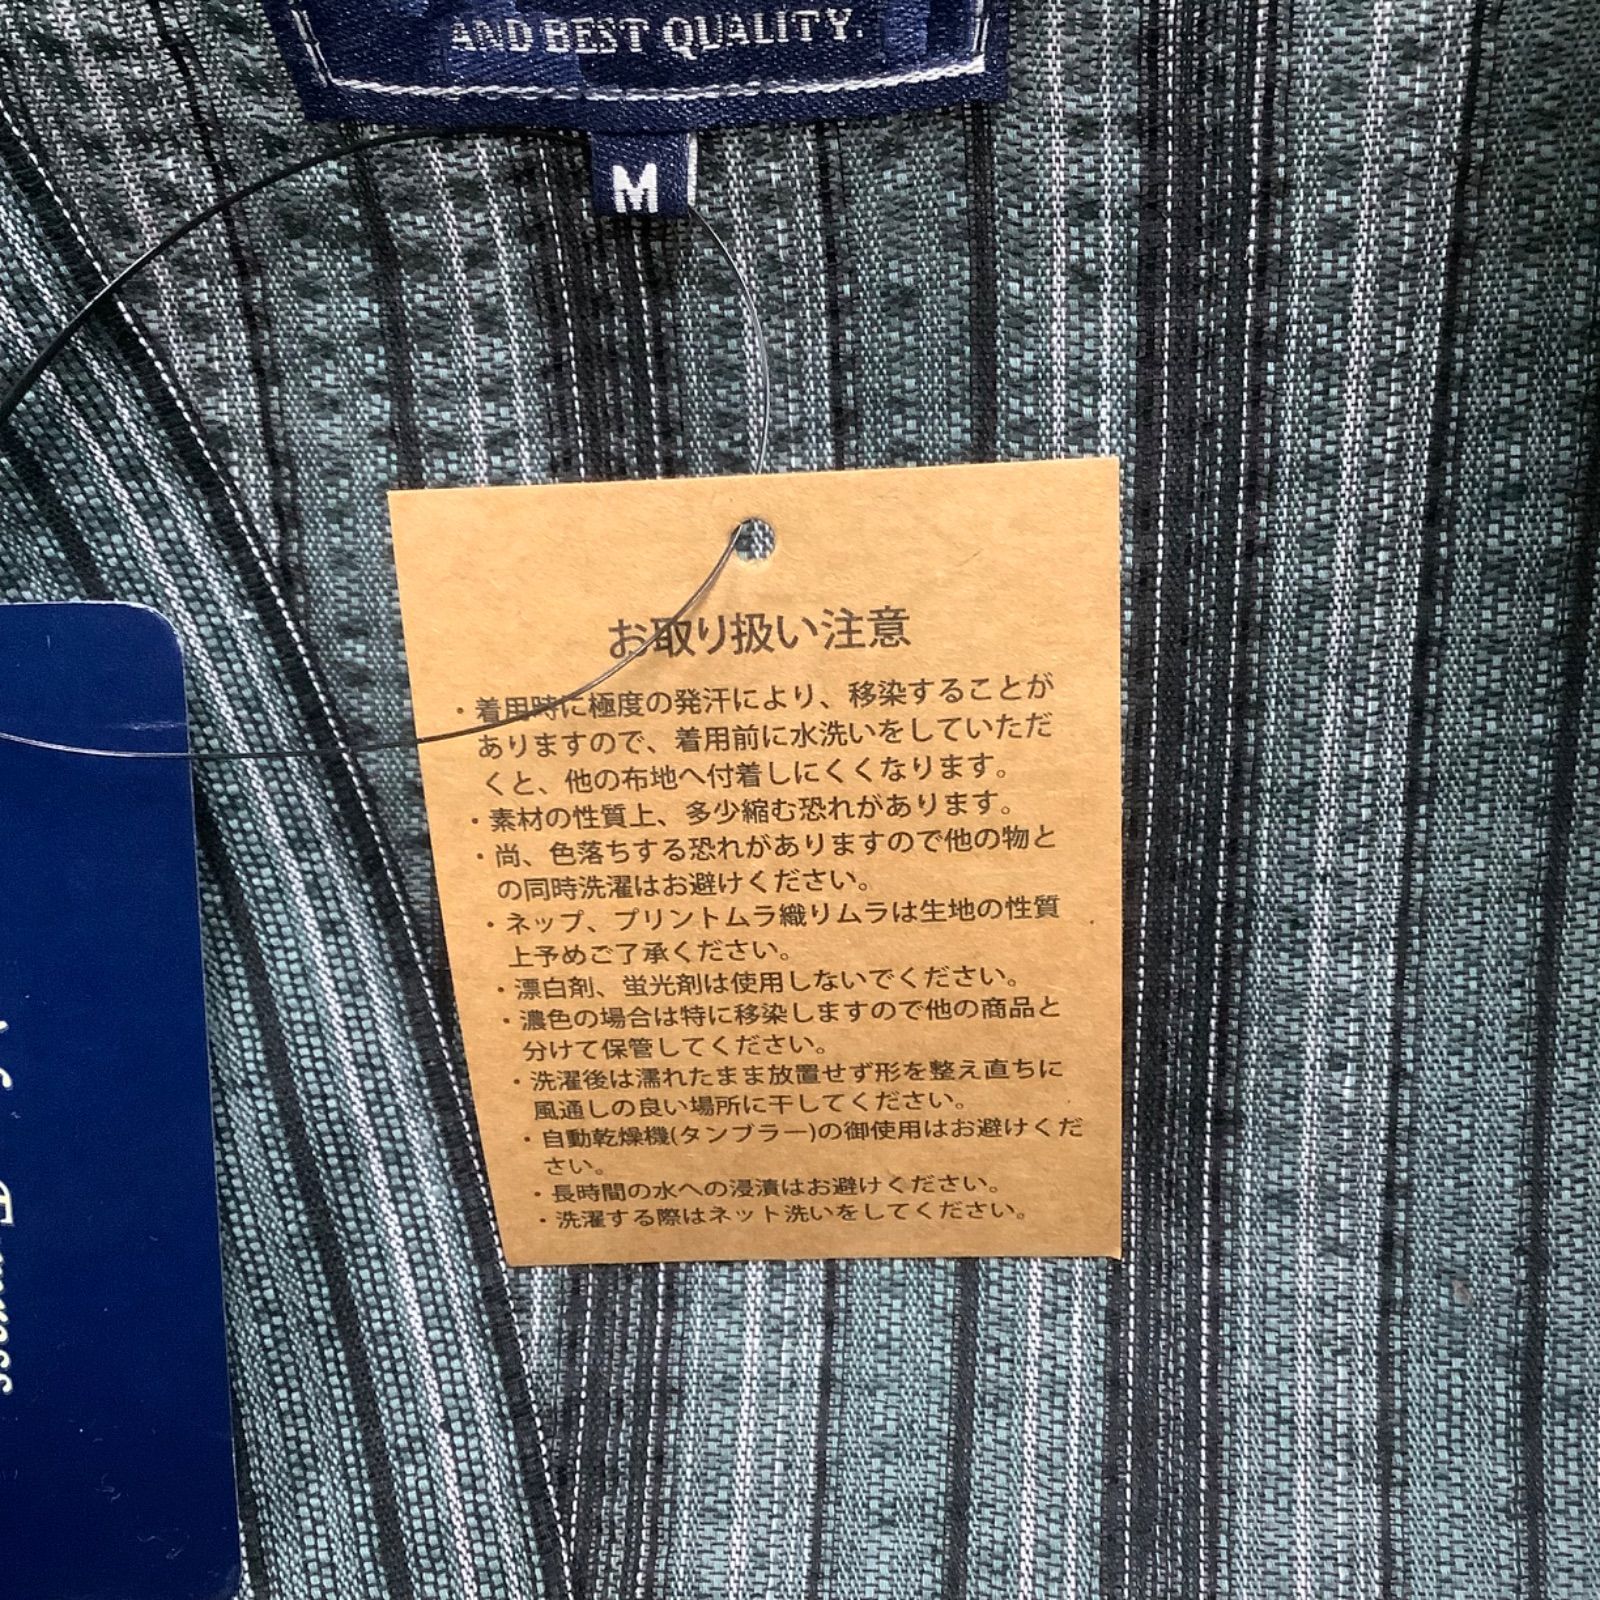 AND BEST QUALITY.
M
お取り扱い注意
・着用時に極度の発汗により、移染することが
ありますので、着用前に水洗いをしていただ
くと、他の布地へ付着しにくくなります。
・素材の性質上、多少縮む恐れがあります。
・尚、色落ちする恐れがありますので他の物と
の同時洗濯はお避けください。
・ネップ、プリントムラ織りムラは生地の性質
上予めご了承ください。
・漂白剤、蛍光剤は使用しないでください。
・濃色の場合は特に移染しますので他の商品と
分けて保管してください。
・洗濯後は濡れたまま放置せず形を整え直ちに
風通しの良い場所に干してください。
・自動乾燥機(タンブラー)の御使用はお避けくだ
さい。
・長時間の水への浸漬はお避けください。
・洗濯する際はネット洗いをしてください。